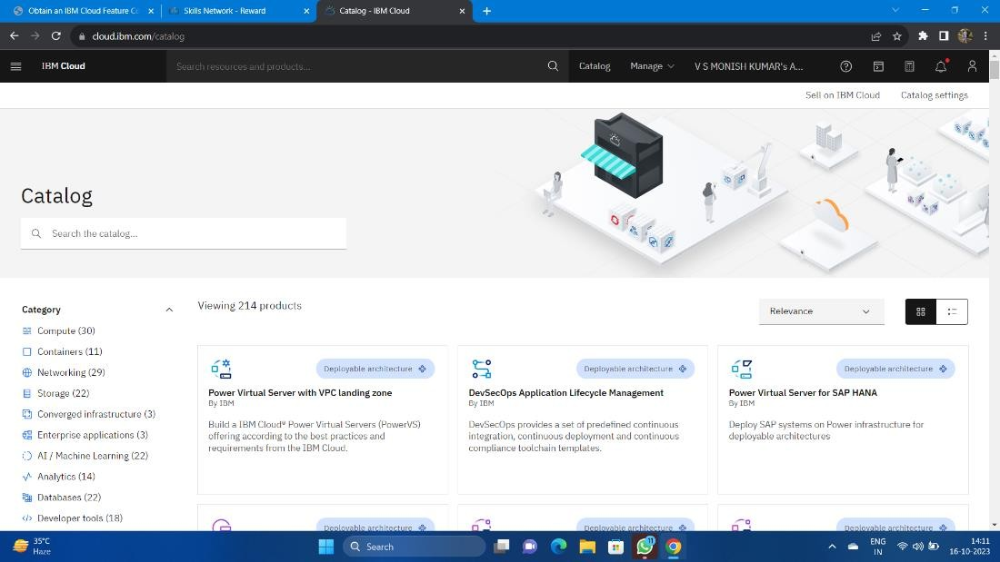 Obtain an IBM Cloud Feature Co
Skills Network - Reward
Catalog - IBM Cloud
cloud.ibm.com/catalog
IBM Cloud
Search resources and products...
Catalog
Manage
V S MONISH KUMAR's A...
Sell on IBM Cloud
Catalog settings
Catalog
Search the catalog...
Category
Viewing 214 products
Relevance
Compute (30)
Containers (11)
Networking (29)
Storage (22)
Converged infrastructure (3)
Enterprise applications (3)
AI / Machine Learning (22)
Analytics (14)
Databases (22)
Developer tools (18)
Deployable architecture
Power Virtual Server with VPC landing zone
By IBM
Build a IBM Cloud® Power Virtual Servers (PowerVS)
offering according to the best practices and
requirements from the IBM Cloud.
Deployable architecture
DevSecOps Application Lifecycle Management
By IBM
DevSecOps provides a set of predefined continuous
integration, continuous deployment and continuous
compliance toolchain templates.
Deployable architecture
Power Virtual Server for SAP HANA
By IBM
Deploy SAP systems on Power infrastructure for
deployable architectures
Deployable architecture
Deployable architecture
Deployable architecture
35°C
Haze
Search
11
ENG
IN
14:11
16-10-2023